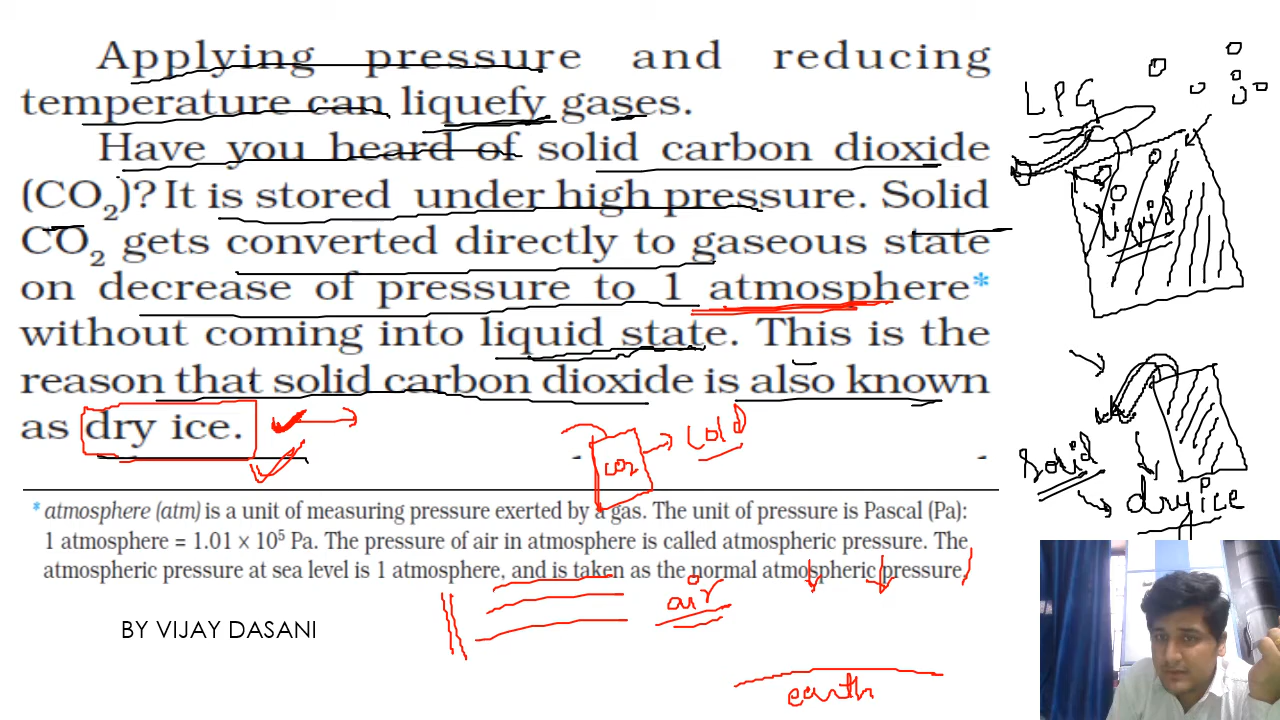 Applying pressure and reducing
temperature can liquefy gases.
Have you heard of solid carbon dioxide
(CO₂)? It is stored under high pressure. Solid
CO₂ gets converted directly to gaseous state
on decrease of pressure to 1 atmosphere*
without coming into liquid state. This is the
reason that solid carbon dioxide is also known
as dry ice.
* atmosphere (atm) is a unit of measuring pressure exerted by a gas. The unit of pressure is Pascal (Pa):
1 atmosphere = 1.01 × 10⁵ Pa. The pressure of air in atmosphere is called atmospheric pressure. The
atmospheric pressure at sea level is 1 atmosphere, and is taken as the normal atmospheric pressure.
BY VIJAY DASANI
LPG
liquid
solid
dry ice
CO2
cold
air
earth